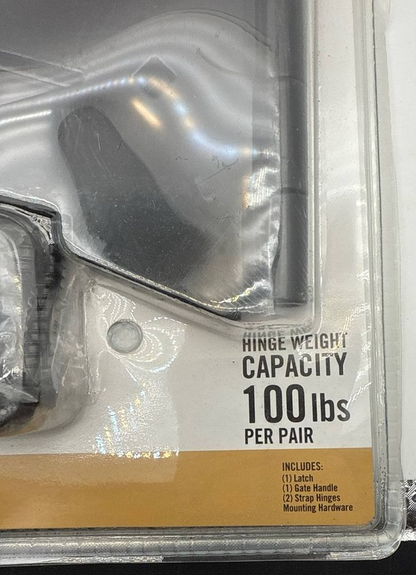 HINGE WEIGHT
CAPACITY
100 lbs
PER PAIR
INCLUDES:
(1) Latch
(1) Gate Handle
(2) Strap Hinges
Mounting Hardware